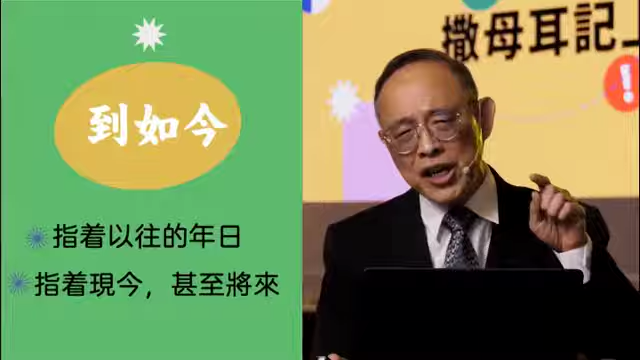 到如今
指着以往的年日
指着現今，甚至將來
撒母耳記
!